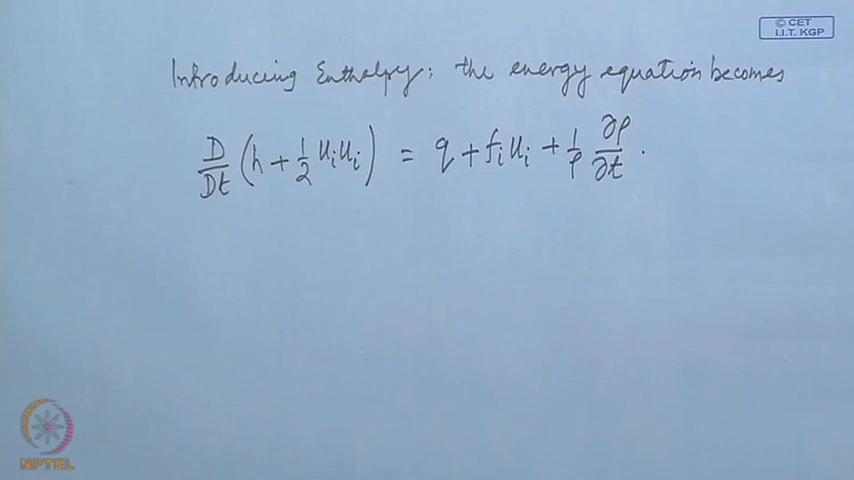 © CET
I.I.T. KGP
Introducing Enthalpy; the energy equation becomes
D/Dt (h + 1/2 uᵢuᵢ) = q + fᵢuᵢ + 1/ρ ∂p/∂t .
NPTEL